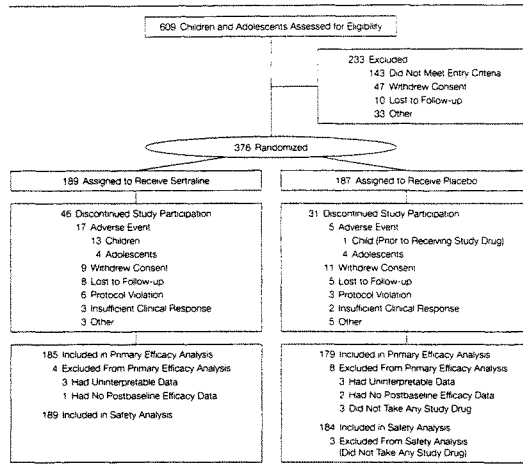 609 Children and Adolescents Assessed for Eligibility
233 Excluded
143 Did Not Meet Entry Criteria
47 Withdrew Consent
10 Lost to Follow-up
33 Other
376 Randomized
189 Assigned to Receive Sertraline
46 Discontinued Study Participation
17 Adverse Event
13 Children
4 Adolescents
9 Withdrew Consent
8 Lost to Follow-up
6 Protocol Violation
3 Insufficient Clinical Response
3 Other
185 Included in Primary Efficacy Analysis
4 Excluded From Primary Efficacy Analysis
3 Had Uninterpretable Data
1 Had No Postbaseline Efficacy Data
189 Included in Safety Analysis
187 Assigned to Receive Placebo
31 Discontinued Study Participation
5 Adverse Event
1 Child (Prior to Receiving Study Drug)
4 Adolescents
11 Withdrew Consent
5 Lost to Follow-up
3 Protocol Violation
2 Insufficient Clinical Response
5 Other
179 Included in Primary Efficacy Analysis
8 Excluded From Primary Efficacy Analysis
3 Had Uninterpretable Data
2 Had No Postbaseline Efficacy Data
3 Did Not Take Any Study Drug
184 Included in Safety Analysis
3 Excluded From Safety Analysis
(Did Not Take Any Study Drug)